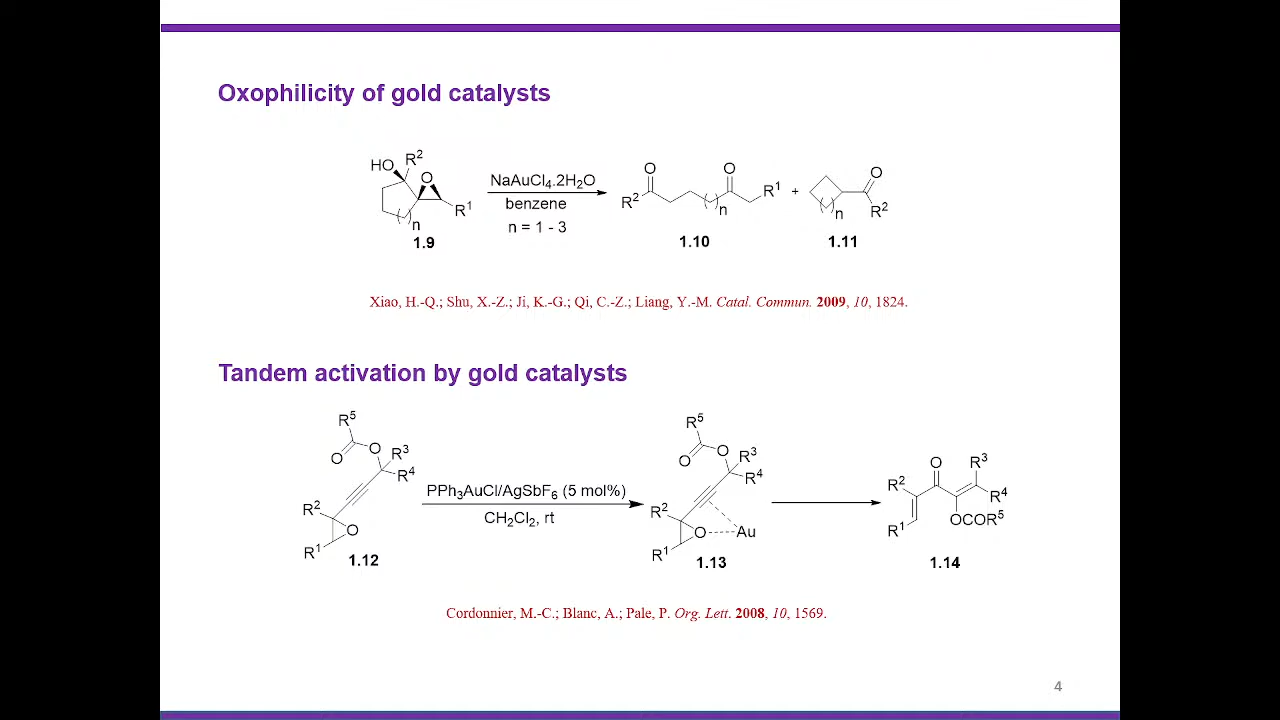 Oxophilicity of gold catalysts
HO R2 O R1 n
1.9
NaAuCl4.2H2O
benzene
n = 1 - 3
O O R2 n R1
1.10
+
O n R2
1.11
Xiao, H.-Q.; Shu, X.-Z.; Ji, K.-G.; Qi, C.-Z.; Liang, Y.-M. Catal. Commun. 2009, 10, 1824.
Tandem activation by gold catalysts
R5 O O R3 R4 R2 O R1
1.12
PPh3AuCl/AgSbF6 (5 mol%)
CH2Cl2, rt
R5 O O R3 R4 R2 O Au R1
1.13
O R3 R2 R4 OCOR5 R1
1.14
Cordonnier, M.-C.; Blanc, A.; Pale, P. Org. Lett. 2008, 10, 1569.
4